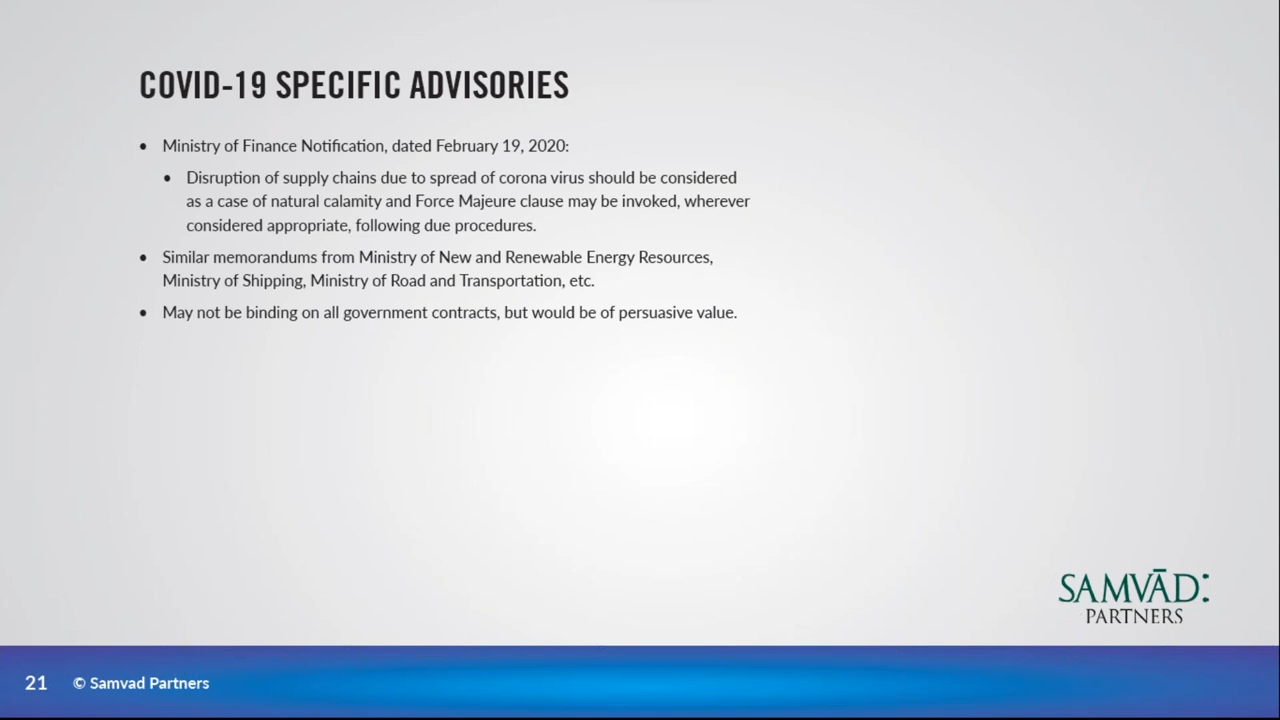 COVID-19 SPECIFIC ADVISORIES
• Ministry of Finance Notification, dated February 19, 2020:
• Disruption of supply chains due to spread of corona virus should be considered
as a case of natural calamity and Force Majeure clause may be invoked, wherever
considered appropriate, following due procedures.
• Similar memorandums from Ministry of New and Renewable Energy Resources,
Ministry of Shipping, Ministry of Road and Transportation, etc.
• May not be binding on all government contracts, but would be of persuasive value.
SAMVĀD:
PARTNERS
21 © Samvad Partners